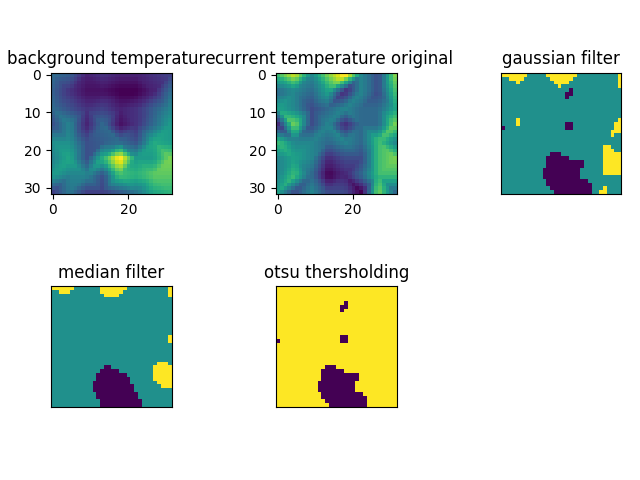 background temperature
current temperature original
gaussian filter
0
10
20
30
0
20
0
10
20
30
0
20
median filter
otsu thersholding